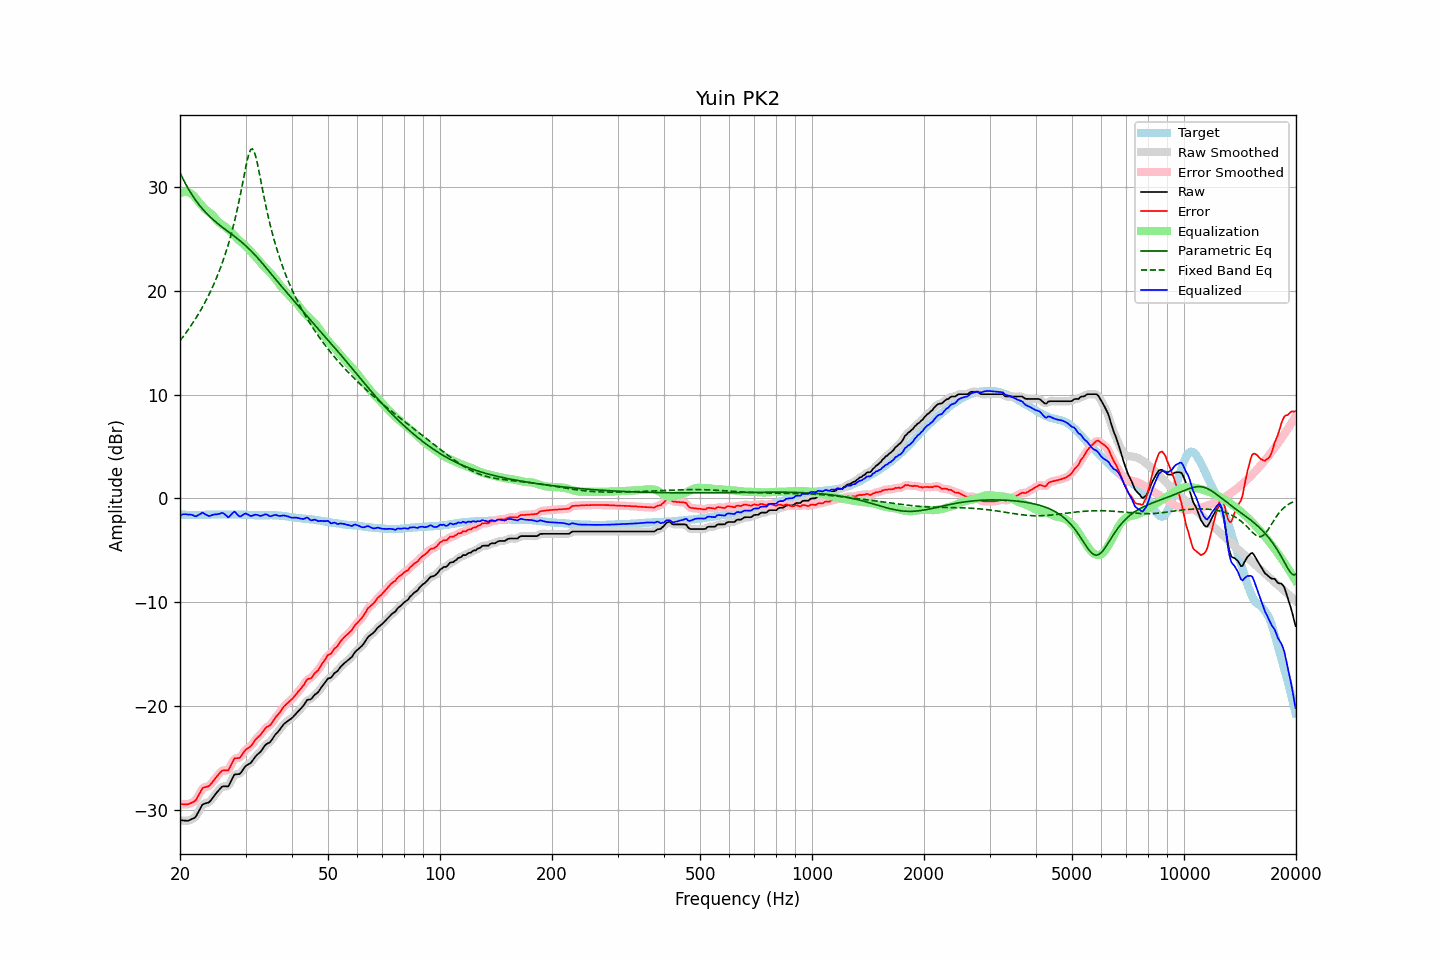 Yuin PK2
Target
Raw Smoothed
Error Smoothed
Raw
Error
Equalization
Parametric Eq
Fixed Band Eq
Equalized
Amplitude (dBr)
30
20
10
0
−10
−20
−30
20 50 100 200 500 1000 2000 5000 10000 20000
Frequency (Hz)